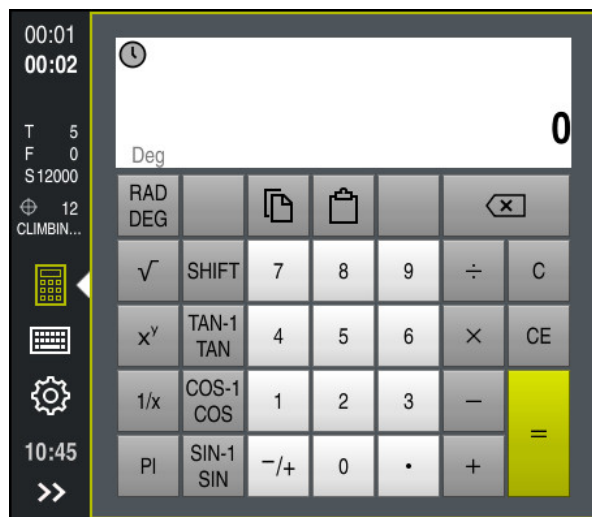 00:01
00:02
T 5
F 0
S12000
12
CLIMBIN...
10:45
>>
0
Deg
RAD
DEG
√ SHIFT 7 8 9 ÷ C
xʸ TAN-1
TAN 4 5 6 × CE
1/x COS-1
COS 1 2 3 −
PI SIN-1
SIN −/+ 0 • + =